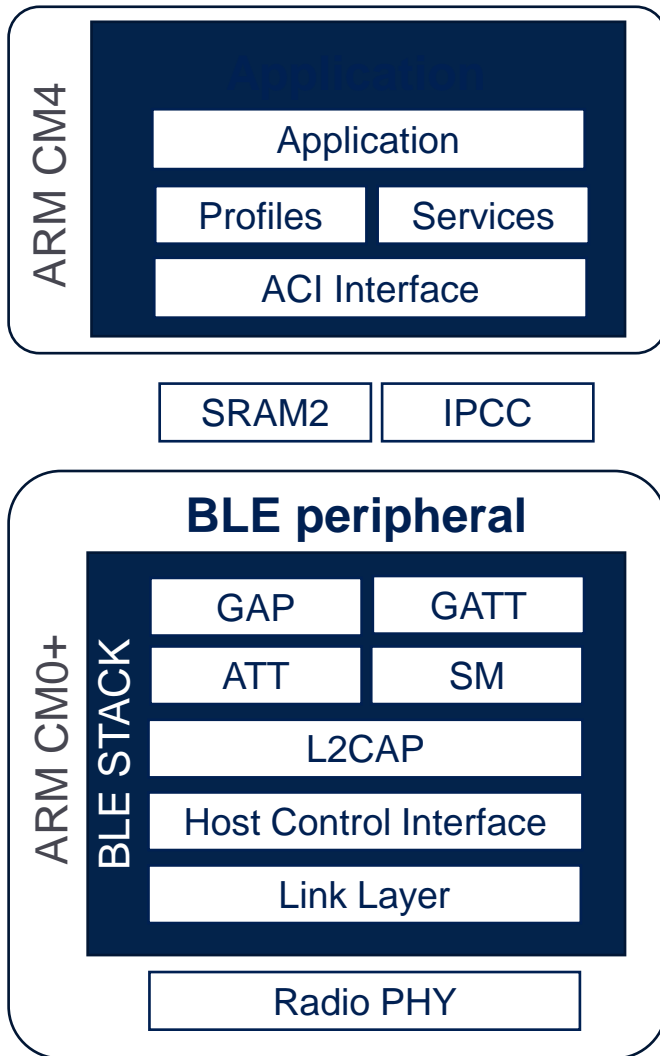 ARM CM4
Application
Application
Profiles
Services
ACI Interface
SRAM2
IPCC
ARM CM0+
BLE peripheral
BLE STACK
GAP
GATT
ATT
SM
L2CAP
Host Control Interface
Link Layer
Radio PHY